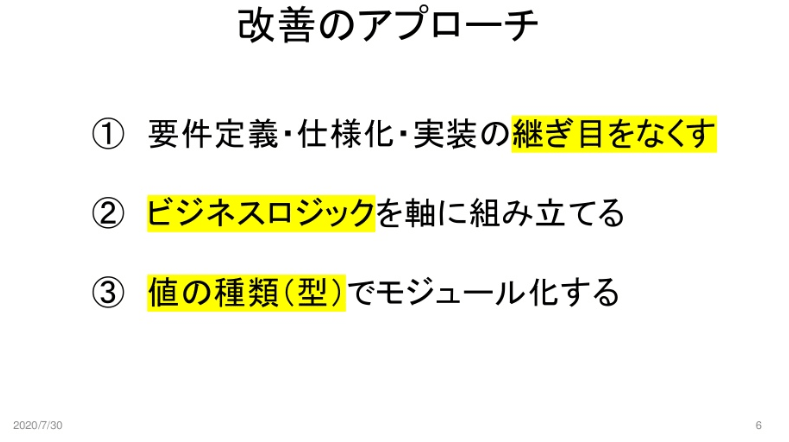 改善のアプローチ
① 要件定義・仕様化・実装の継ぎ目をなくす
② ビジネスロジックを軸に組み立てる
③ 値の種類（型）でモジュール化する
2020/7/30
6